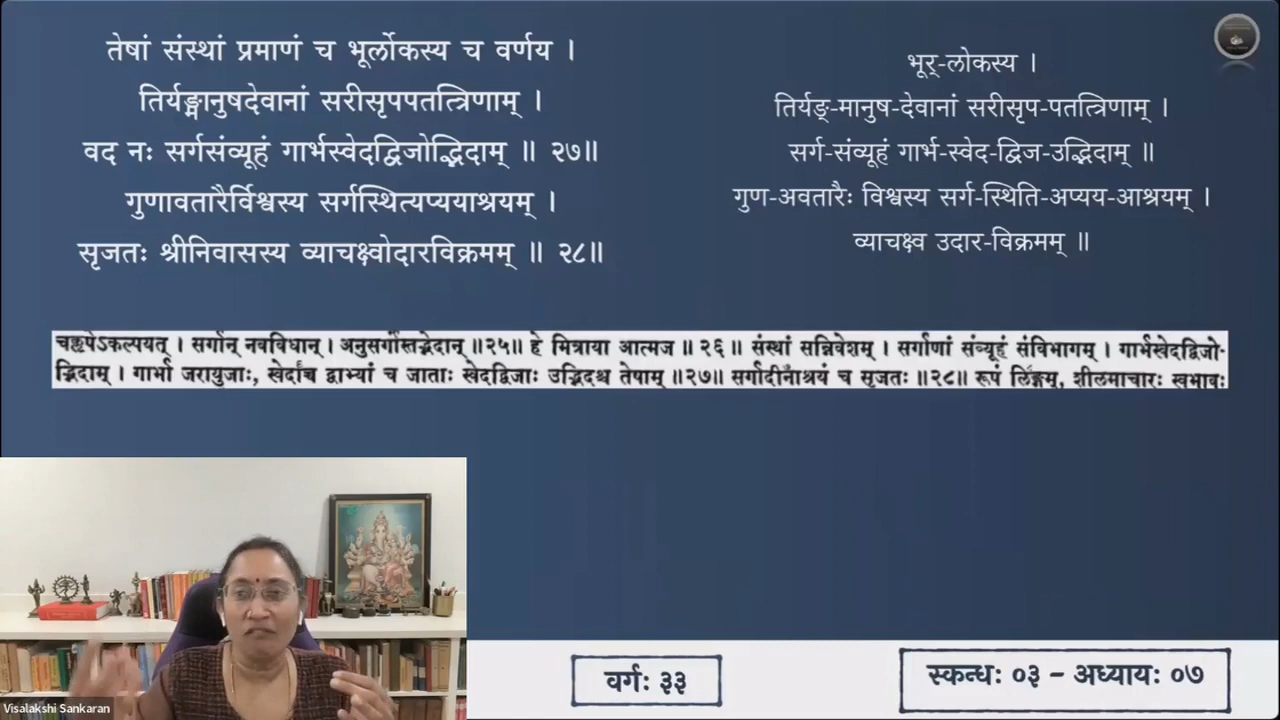 तेषां संस्थां प्रमाणं च भूर्लोकस्य च वर्णय ।
तिर्यङ्मानुषदेवानां सरीसृपपतत्त्रिणाम् ।
वद नः सर्गसंव्यूहं गार्भस्वेदद्विजोद्भिदाम् ॥ २७॥
गुणावतारैर्विश्वस्य सर्गस्थित्यप्ययाश्रयम् ।
सृजतः श्रीनिवासस्य व्याचक्ष्वोदारविक्रमम् ॥ २८॥
भूर्-लोकस्य ।
तिर्यङ्-मानुष-देवानां सरीसृप-पतत्त्रिणाम् ।
सर्ग-संव्यूहं गार्भ-स्वेद-द्विज-उद्भिदाम् ॥
गुण-अवतारैः विश्वस्य सर्ग-स्थिति-अप्यय-आश्रयम् ।
व्याचक्ष्व उदार-विक्रमम् ॥
चक्लृपेऽकल्पयत् । सर्गान् नवविधान् । अनुसर्गांस्तद्भेदान् ॥२५॥ हे मित्राया आत्मज ॥ २६ ॥ संस्थां सन्निवेशम् । सर्गाणां संव्यूहं संविभागम् । गार्भस्वेदद्विजो-
द्भिदाम् । गार्भा जरायुजाः, स्वेदाच्च द्वाभ्यां च जाताः स्वेदद्विजाः उद्भिदश्च तेषाम् ॥२७॥ सर्गादीनाश्रयं च सृजतः ॥२८॥ रूपं लिङ्गम्, शीलमाचारः स्वभावः
वर्गः ३३
स्कन्धः ०३ – अध्यायः ०७
Visalakshi Sankaran